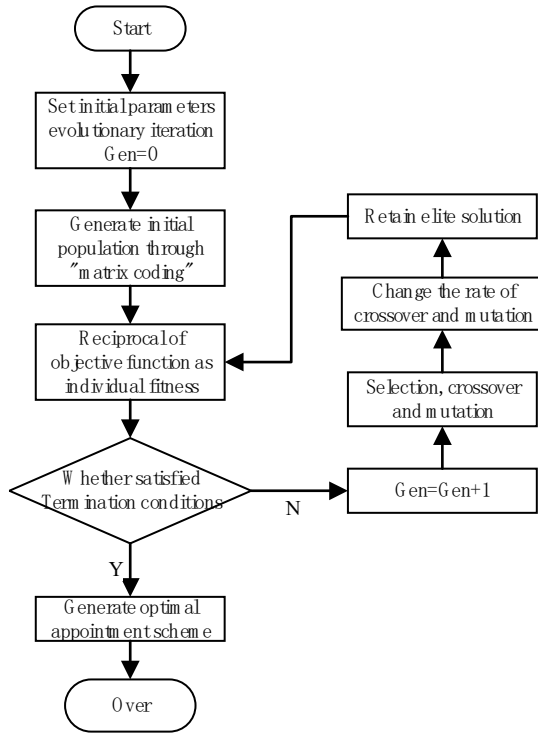 Start
Set initial parameters
evolutionary iteration
Gen=0
Generate initial
population through
"matrix coding"
Reciprocal of
objective function as
individual fitness
Whether satisfied
Termination conditions
N
Y
Generate optimal
appointment scheme
Over
Retain elite solution
Change the rate of
crossover and mutation
Selection, crossover
and mutation
Gen=Gen+1